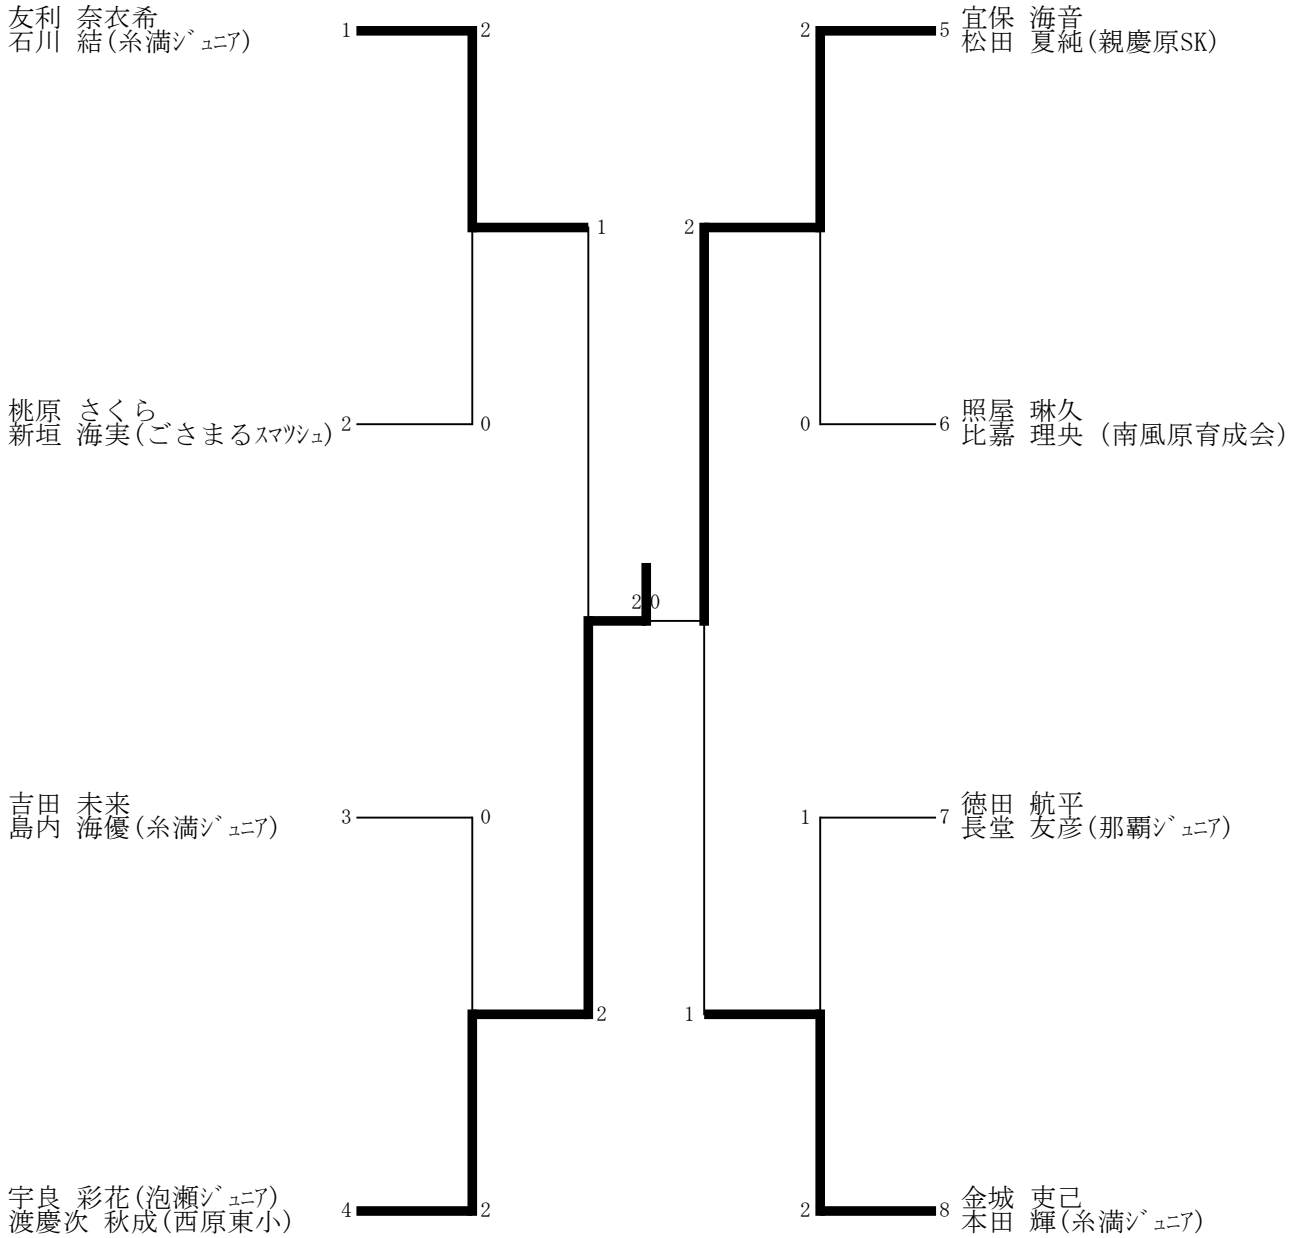 友利 奈衣希
石川 結(糸満ｼﾞｭﾆｱ)
1
2
2
5
宜保 海音
松田 夏純(親慶原SK)
1
2
桃原 さくら
新垣 海実(ごさまるｽﾏｯｼｭ)
2
0
0
6
照屋 琳久
比嘉 理央 (南風原育成会)
2
0
吉田 未来
島内 海優(糸満ｼﾞｭﾆｱ)
3
0
1
7
徳田 航平
長堂 友彦(那覇ｼﾞｭﾆｱ)
2
1
宇良 彩花(泡瀬ｼﾞｭﾆｱ)
渡慶次 秋成(西原東小)
4
2
2
8
金城 吏己
本田 輝(糸満ｼﾞｭﾆｱ)